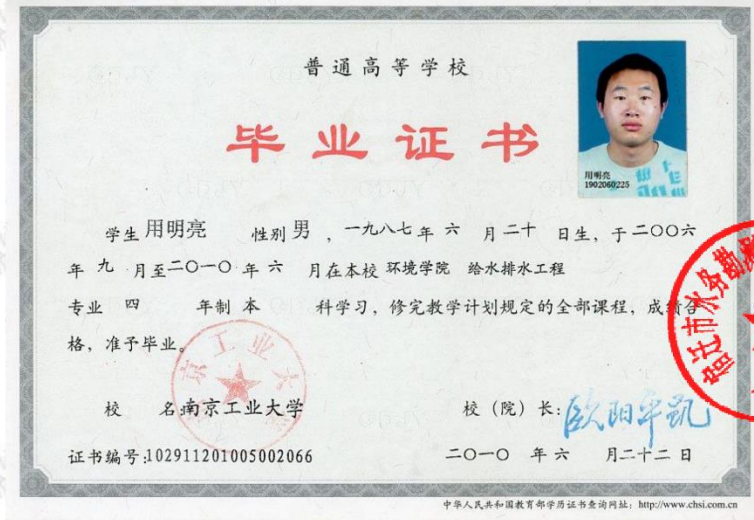 普通高等学校
毕业证书
用明亮
1902060225
学生 用明亮 性别 男 ，一九八七年 六 月 二十 日生，于二〇〇六
年 九 月至二〇一〇 年 六 月在本校 环境学院 给水排水工程
专业 四 年制 本 科学习，修完教学计划规定的全部课程，成绩合
格，准予毕业。
南京工业大学
宿迁市水务勘
校 名:南京工业大学
校（院）长: 欧阳平凯
证书编号:102911201005002066
二〇一〇 年 六 月二十二 日
中华人民共和国教育部学历证书查询网址: http://www.chsi.com.cn